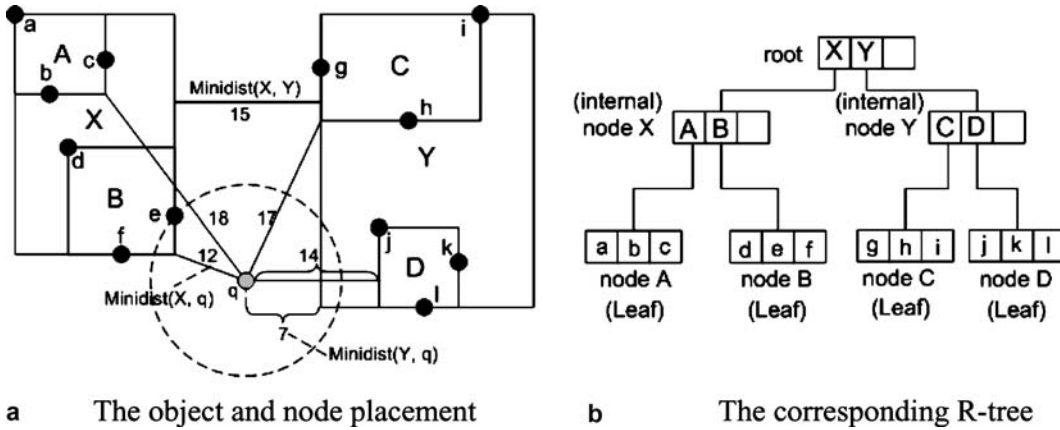 a
A
c
b
X
d
B
e
f
18
12
Minidist(X, q)
q
Minidist(X, Y)
15
17
14
7
Minidist(Y, q)
i
g
C
h
Y
j
k
D
l
a The object and node placement
root
X Y
(internal)
node X
A B
(internal)
node Y
C D
a b c
node A
(Leaf)
d e f
node B
(Leaf)
g h i
node C
(Leaf)
j k l
node D
(Leaf)
b The corresponding R-tree